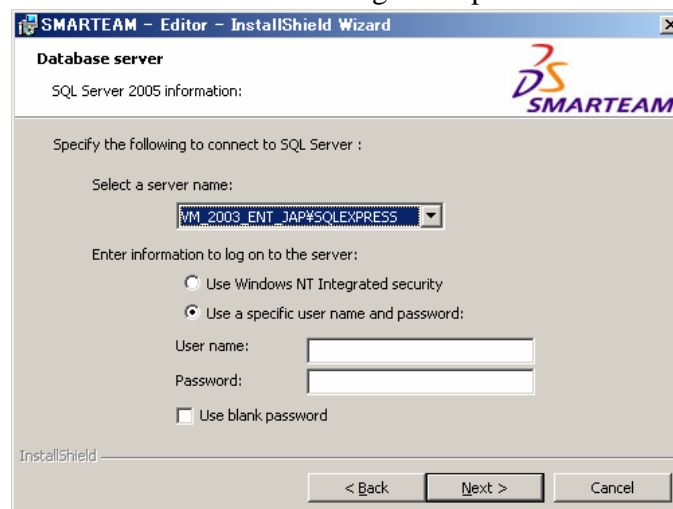 SMARTEAM - Editor - InstallShield Wizard
Database server
SQL Server 2005 information:
SMARTEAM
Specify the following to connect to SQL Server :
Select a server name:
VM_2003_ENT_JAP¥SQLEXPRESS
Enter information to log on to the server:
Use Windows NT Integrated security
Use a specific user name and password:
User name:
Password:
Use blank password
InstallShield
< Back Next > Cancel